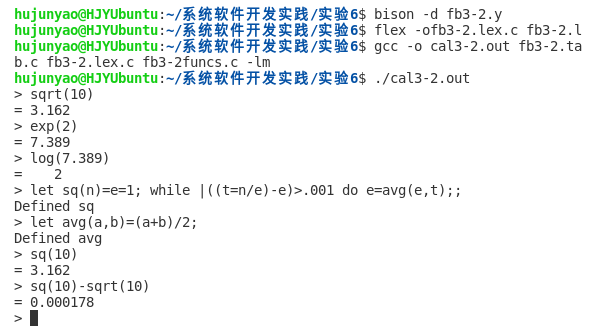 hujunyao@HJYUbuntu:~/系统软件开发实践/实验6$ bison -d fb3-2.y
hujunyao@HJYUbuntu:~/系统软件开发实践/实验6$ flex -ofb3-2.lex.c fb3-2.l
hujunyao@HJYUbuntu:~/系统软件开发实践/实验6$ gcc -o cal3-2.out fb3-2.ta
b.c fb3-2.lex.c fb3-2funcs.c -lm
hujunyao@HJYUbuntu:~/系统软件开发实践/实验6$ ./cal3-2.out
> sqrt(10)
= 3.162
> exp(2)
= 7.389
> log(7.389)
=    2
> let sq(n)=e=1; while |((t=n/e)-e)>.001 do e=avg(e,t);;
Defined sq
> let avg(a,b)=(a+b)/2;
Defined avg
> sq(10)
= 3.162
> sq(10)-sqrt(10)
= 0.000178
>